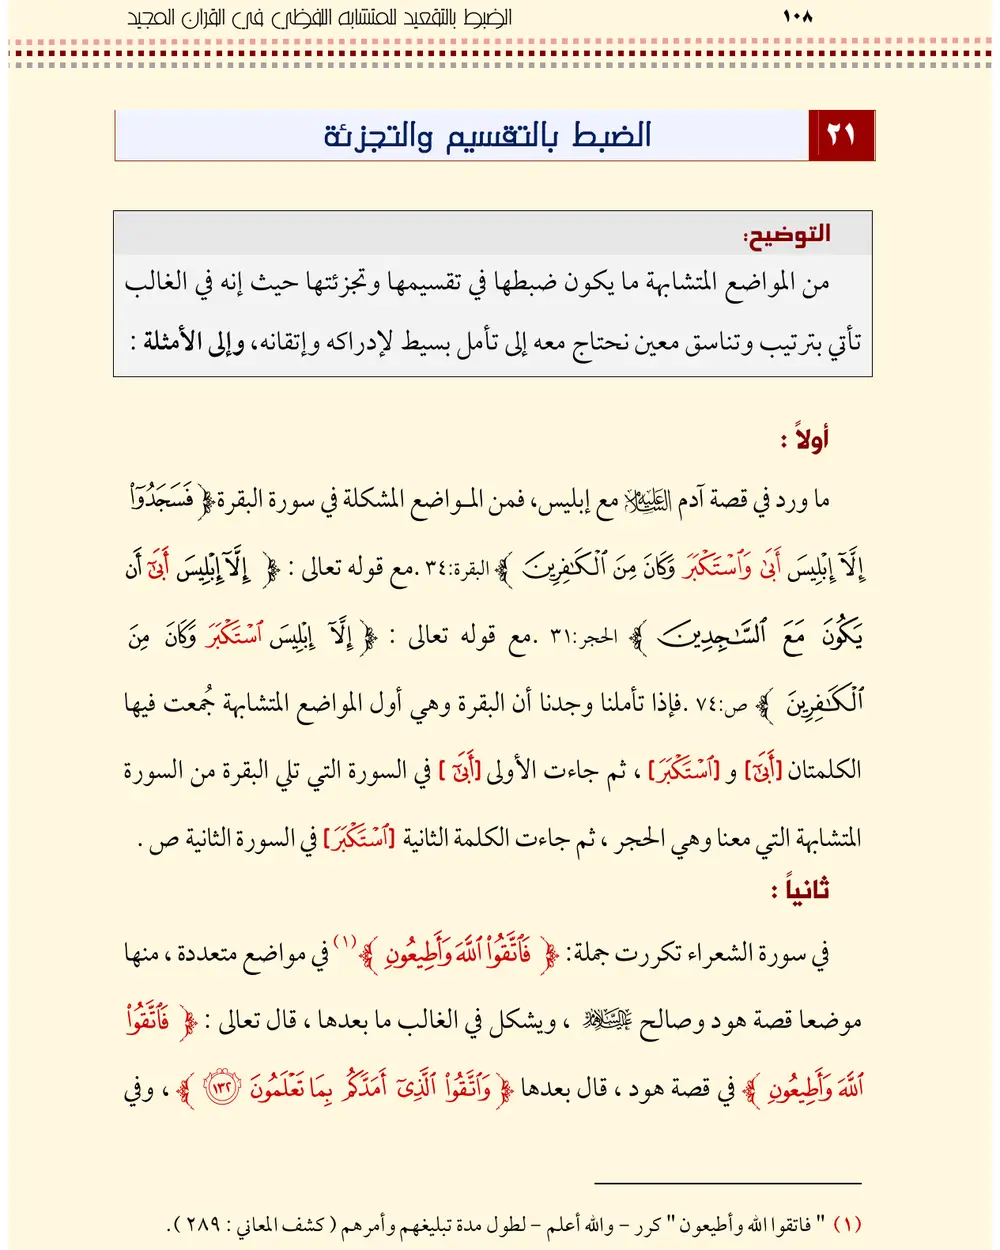 ١٠٨ الضبط بالتقعيد للمتشابه اللفظي في القرآن المجيد
٢١ الضبط بالتقسيم والتجزئة
التوضيح:
من المواضع المتشابهة ما يكون ضبطها في تقسيمها وتجزئتها حيث إنه في الغالب
تأتي بترتيب وتناسق معين نحتاج معه إلى تأمل بسيط لإدراكه وإتقانه، وإلى الأمثلة :
أولاً :
ما ورد في قصة آدم عليه السلام مع إبليس، فمن المـواضع المشكلة في سورة البقرة ﴿ فَسَجَدُوٓا۟
إِلَّآ إِبْلِيسَ أَبَىٰ وَٱسْتَكْبَرَ وَكَانَ مِنَ ٱلْكَـٰفِرِينَ ﴾ البقرة:٣٤ .مع قوله تعالى : ﴿ إِلَّآ إِبْلِيسَ أَبَىٰٓ أَن
يَكُونَ مَعَ ٱلسَّـٰجِدِينَ ﴾ الحجر:٣١ .مع قوله تعالى : ﴿ إِلَّآ إِبْلِيسَ ٱسْتَكْبَرَ وَكَانَ مِنَ
ٱلْكَـٰفِرِينَ ﴾ ص:٧٤ .فإذا تأملنا وجدنا أن البقرة وهي أول المواضع المتشابهة جُمعت فيها
الكلمتان [أَبَىٰٓ] و [ٱسْتَكْبَرَ] ، ثم جاءت الأولى [أَبَىٰٓ ] في السورة التي تلي البقرة من السورة
المتشابهة التي معنا وهي الحجر ، ثم جاءت الكلمة الثانية [ٱسْتَكْبَرَ] في السورة الثانية ص .
ثانياً :
في سورة الشعراء تكررت جملة: ﴿ فَٱتَّقُوا۟ ٱللَّهَ وَأَطِيعُونِ ﴾(١) في مواضع متعددة ، منها
موضعا قصة هود وصالح عليهما السلام ، ويشكل في الغالب ما بعدها ، قال تعالى : ﴿ فَٱتَّقُوا۟
ٱللَّهَ وَأَطِيعُونِ ﴾ في قصة هود ، قال بعدها ﴿ وَٱتَّقُوا۟ ٱلَّذِىٓ أَمَدَّكُم بِمَا تَعْلَمُونَ ١٣٢ ﴾ ، وفي
(١) " فاتقوا الله وأطيعون " كرر – والله أعلم – لطول مدة تبليغهم وأمرهم ( كشف المعاني : ٢٨٩ ).